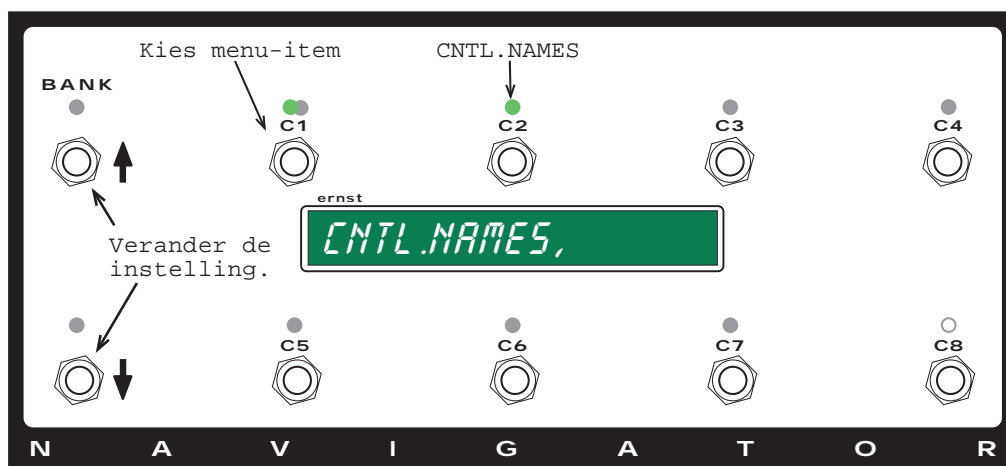 Kies menu-item CNTL.NAMES
BANK
C1 C2 C3 C4
ernst
CNTL.NAMES,
Verander de
instelling.
C5 C6 C7 C8
NAVIGATOR